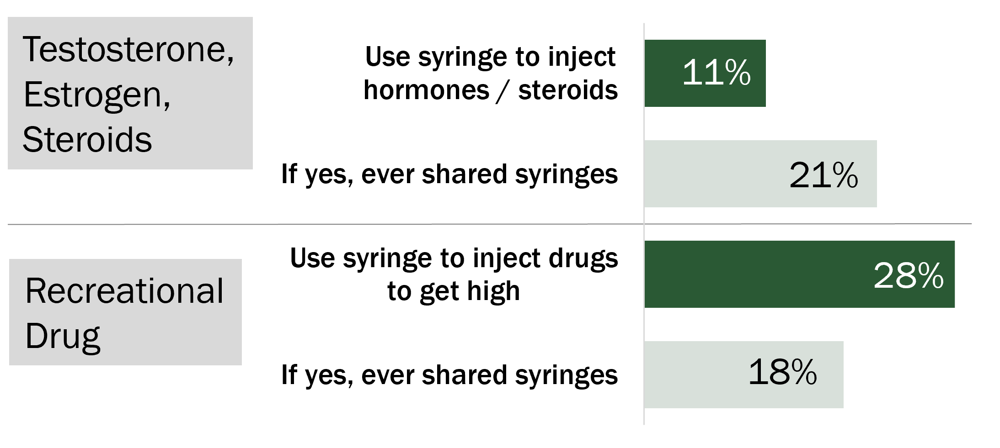 Testosterone,
Estrogen,
Steroids
Use syringe to inject
hormones / steroids
11%
If yes, ever shared syringes
21%
Recreational
Drug
Use syringe to inject drugs
to get high
28%
If yes, ever shared syringes
18%